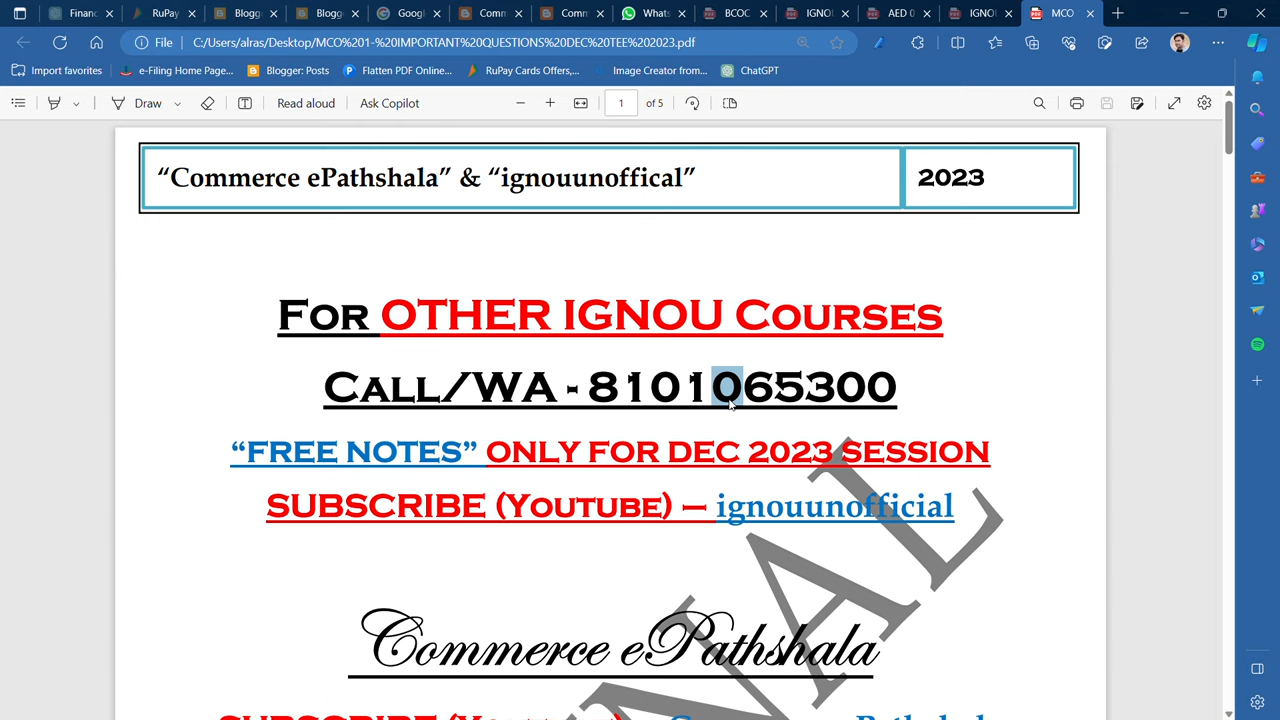 Financ
RuPay
Blogg
Blogg
Googl
Comm
Comm
Whats
BCOC
IGNOL
AED 0
IGNOL
MCO
File
C:/Users/alras/Desktop/MCO%201-%20IMPORTANT%20QUESTIONS%20DEC%20TEE%202023.pdf
Import favorites
e-Filing Home Page...
Blogger: Posts
Flatten PDF Online...
RuPay Cards Offers,...
Image Creator from...
ChatGPT
Draw
Read aloud
Ask Copilot
1
of 5
“Commerce ePathshala” & “ignouunoffical”
2023
FOR OTHER IGNOU COURSES
CALL/WA - 8101065300
“FREE NOTES” ONLY FOR DEC 2023 SESSION
SUBSCRIBE (YOUTUBE) – ignouunofficial
Commerce ePathshala